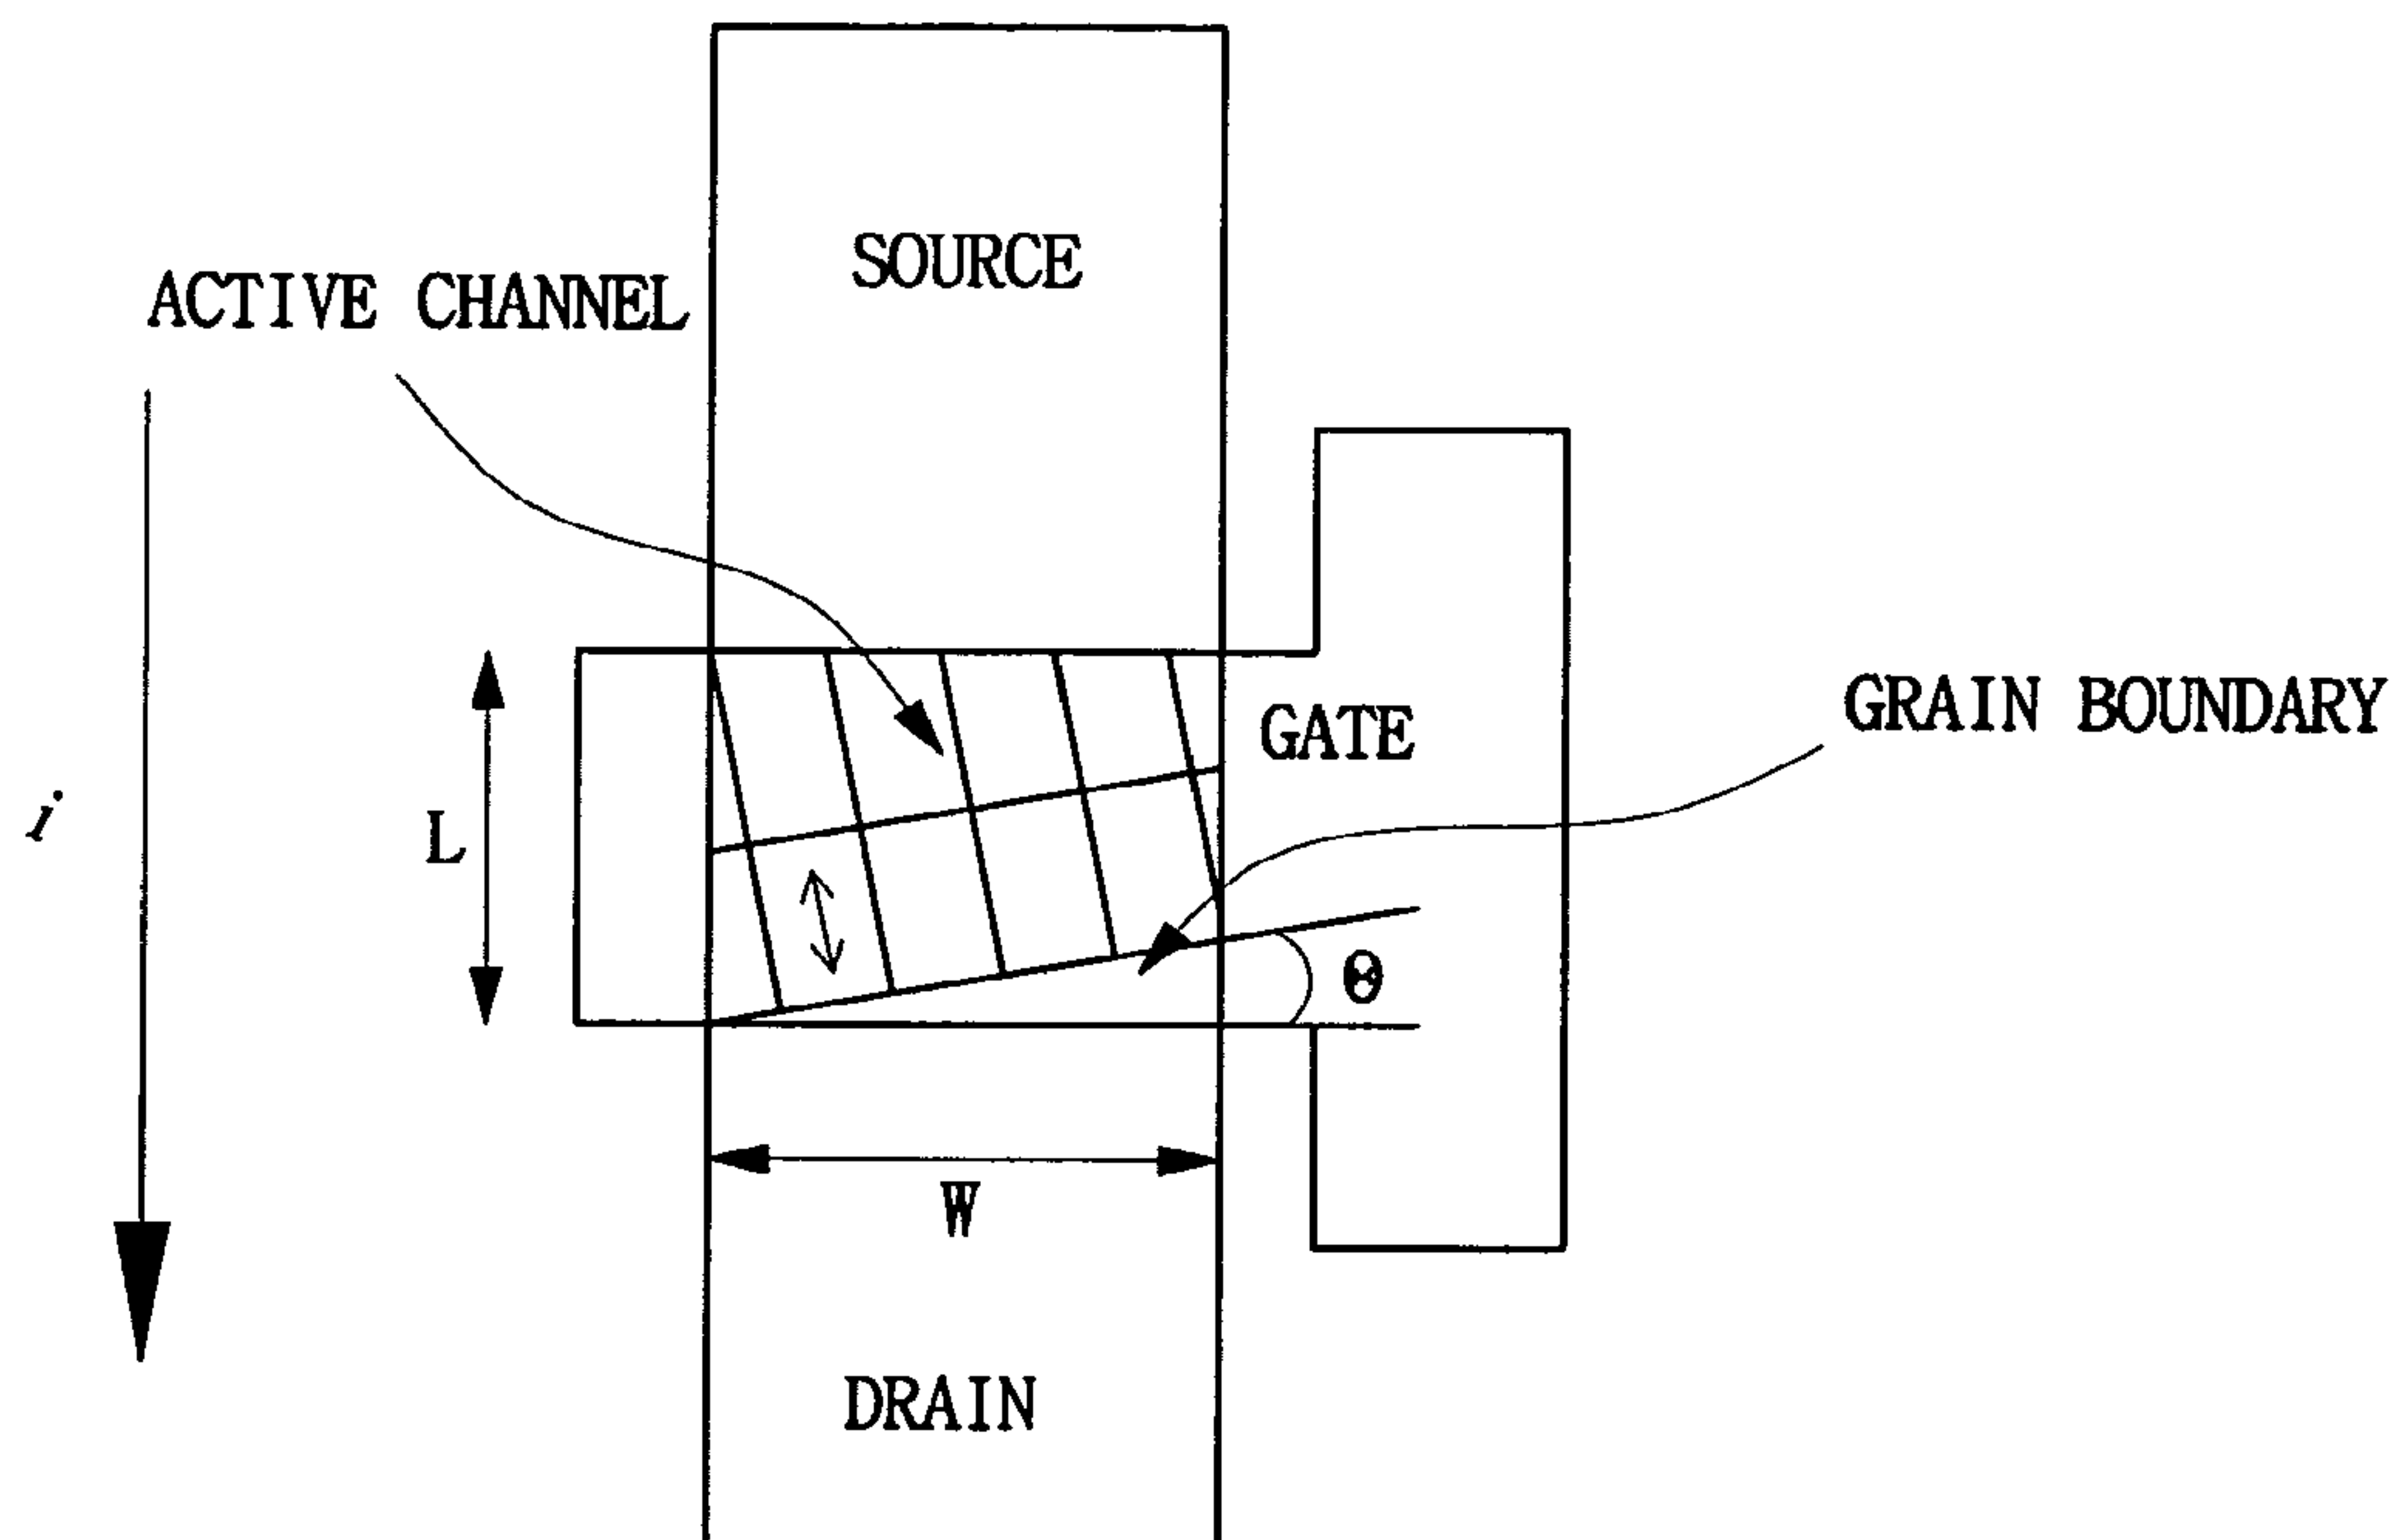 SOURCE
ACTIVE CHANNEL
GRAIN BOUNDARY
GATE
i
L
Θ
W
DRAIN